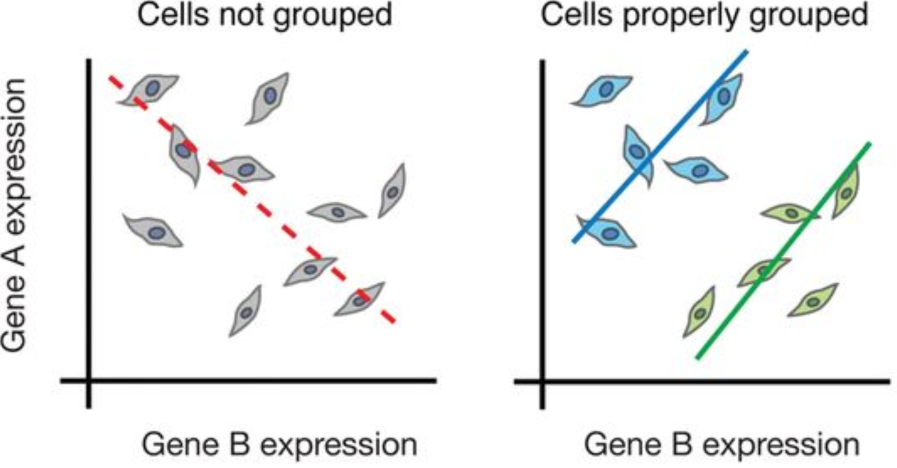 Cells not grouped
Cells properly grouped
Gene A expression
Gene B expression
Gene B expression